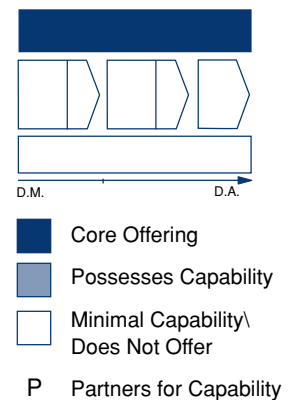 D.M. D.A.
Core Offering
Possesses Capability
Minimal Capability\
Does Not Offer
P Partners for Capability